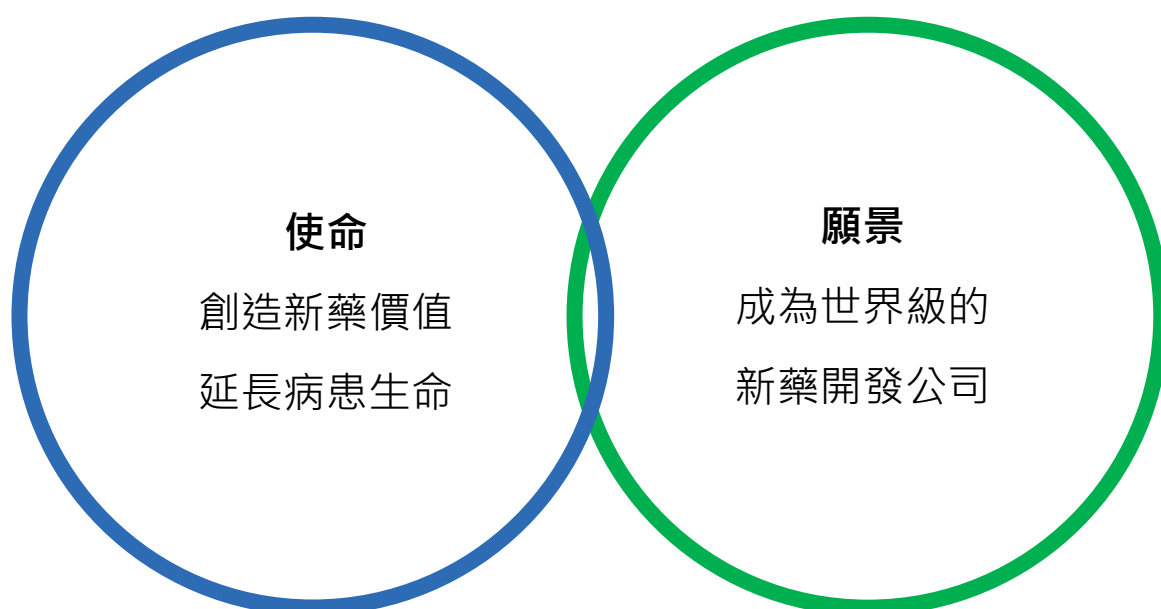 使命
創造新藥價值
延長病患生命
願景
成為世界級的
新藥開發公司